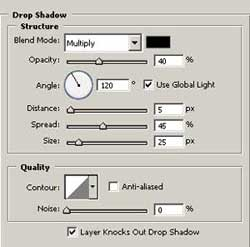 Drop Shadow
Structure
Blend Mode: Multiply
Opacity: 40 %
Angle: 120 ° Use Global Light
Distance: 5 px
Spread: 45 %
Size: 25 px
Quality
Contour: Anti-aliased
Noise: 0 %
Layer Knocks Out Drop Shadow